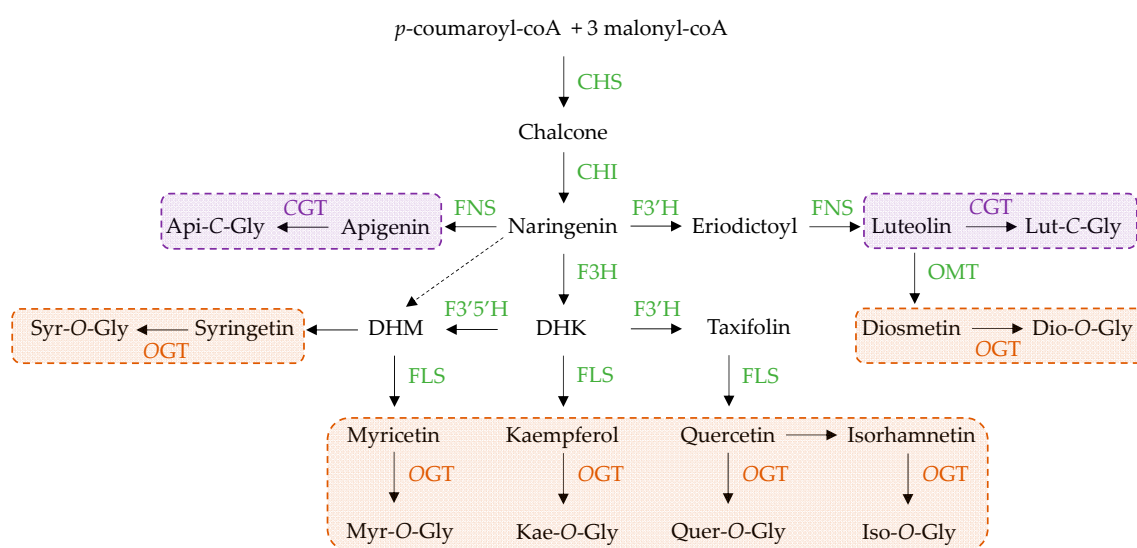 p-coumaroyl-coA + 3 malonyl-coA
CHS
Chalcone
CHI
CGT FNS F3'H FNS CGT
Api-C-Gly Apigenin Naringenin Eriodictyol Luteolin Lut-C-Gly
F3H OMT
F3'5'H F3'H
Syr-O-Gly Syringetin DHM DHK Taxifolin Diosmetin Dio-O-Gly
OGT OGT
FLS FLS FLS
Myricetin Kaempferol Quercetin Isorhamnetin
OGT OGT OGT OGT
Myr-O-Gly Kae-O-Gly Quer-O-Gly Iso-O-Gly